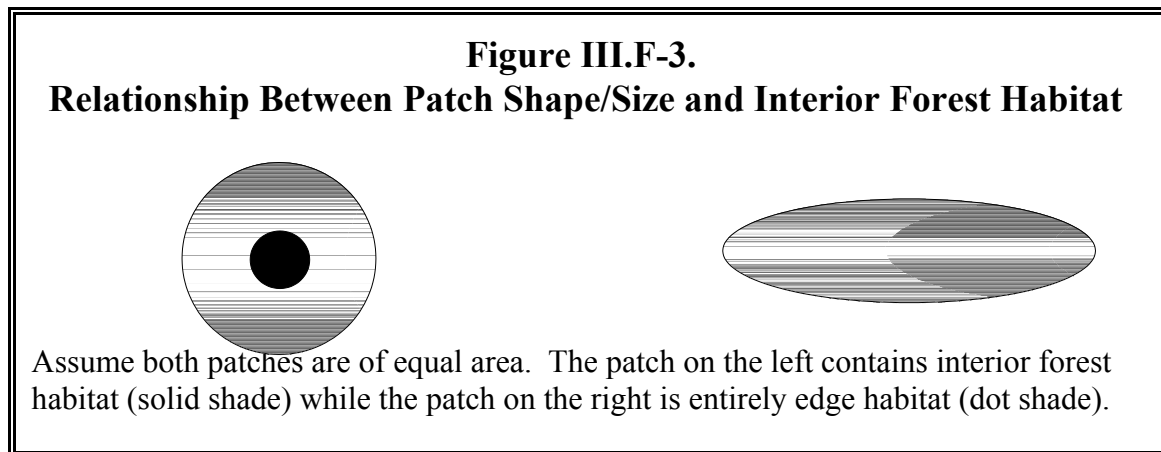 Figure III.F-3.
Relationship Between Patch Shape/Size and Interior Forest Habitat
Assume both patches are of equal area.  The patch on the left contains interior forest
habitat (solid shade) while the patch on the right is entirely edge habitat (dot shade).